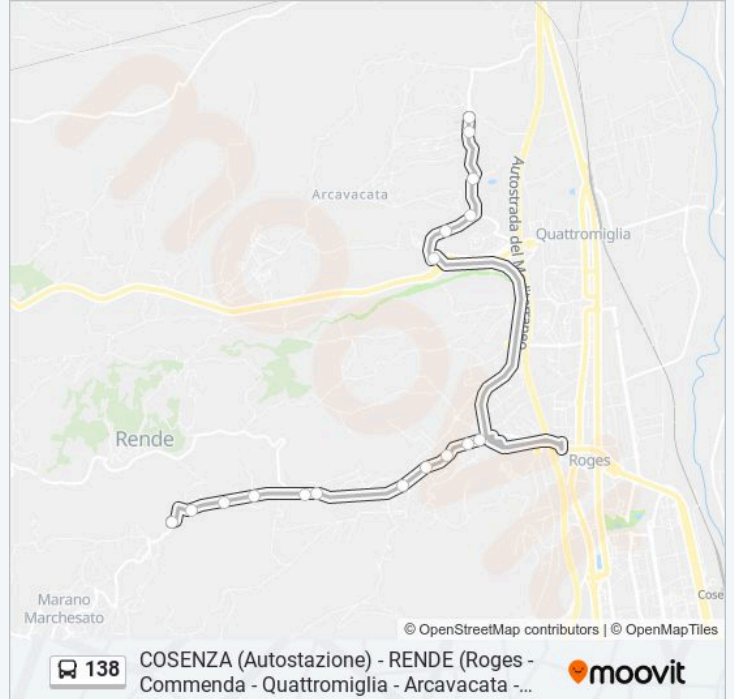 Arcavacata
Quattromiglia
Autostrada del Mediterraneo
Rende
Roges
Marano
Marchesato
Cose
© OpenStreetMap contributors | © OpenMapTiles
138
COSENZA (Autostazione) - RENDE (Roges -
Commenda - Quattromiglia - Arcavacata -...
moovit